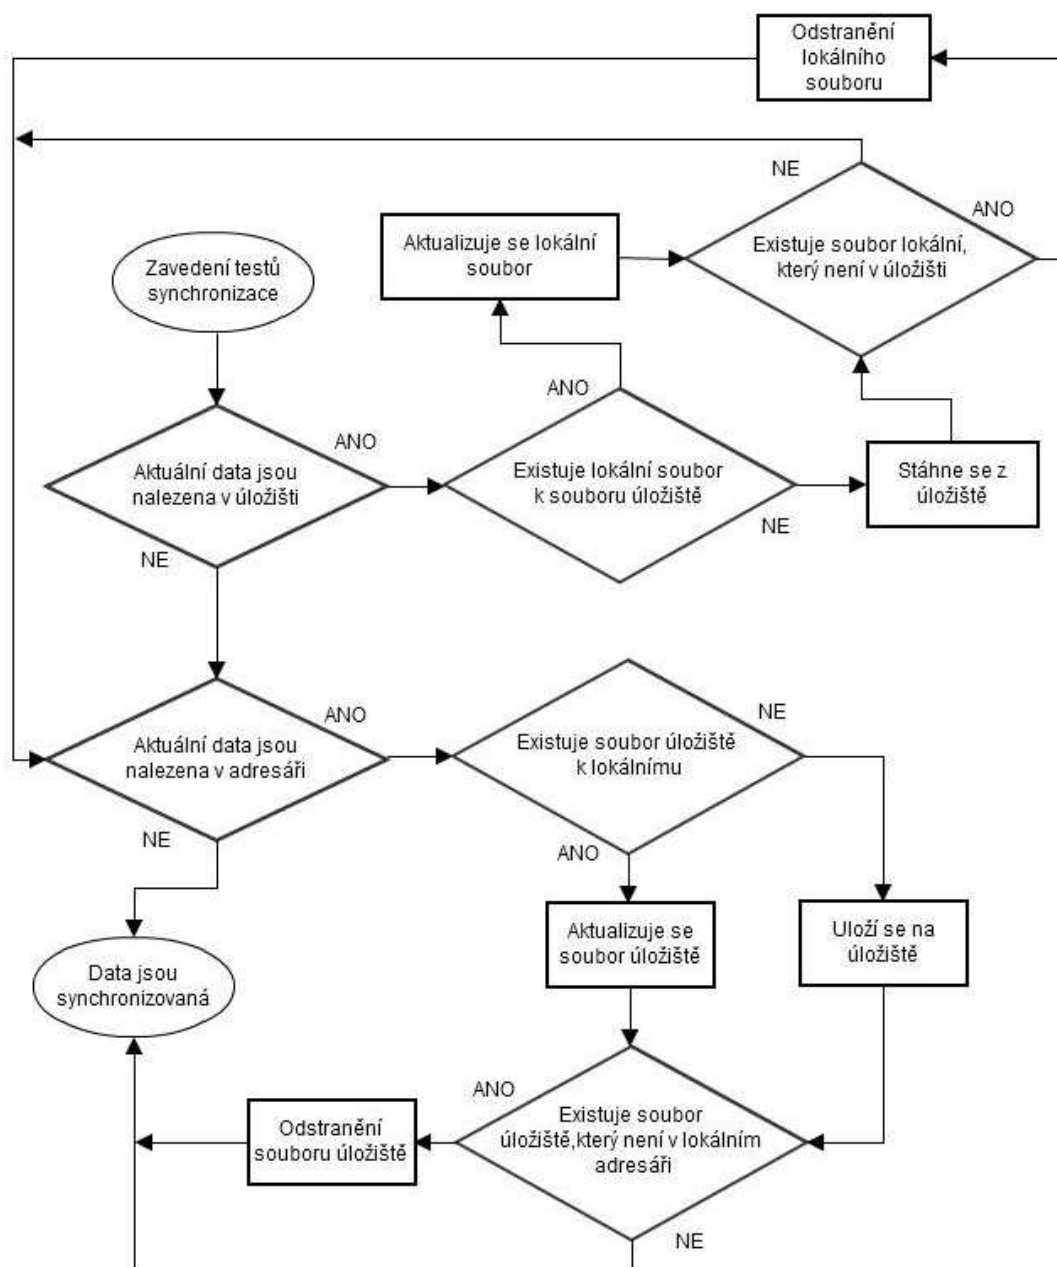 Odstranění
lokálního
souboru
NE
ANO
Aktualizuje se lokální
soubor
Existuje soubor lokální,
který není v úložišti
Zavedení testů
synchronizace
ANO
ANO
Aktuální data jsou
nalezena v úložišti
Existuje lokální soubor
k souboru úložiště
Stáhne se z
úložiště
NE
NE
ANO
NE
Aktuální data jsou
nalezena v adresáři
Existuje soubor úložiště
k lokálnímu
NE
ANO
Aktualizuje se
soubor úložiště
Uloží se na
úložiště
Data jsou
synchronizovaná
ANO
Odstranění
souboru úložiště
Existuje soubor
úložiště,který není v lokálním
adresáři
NE